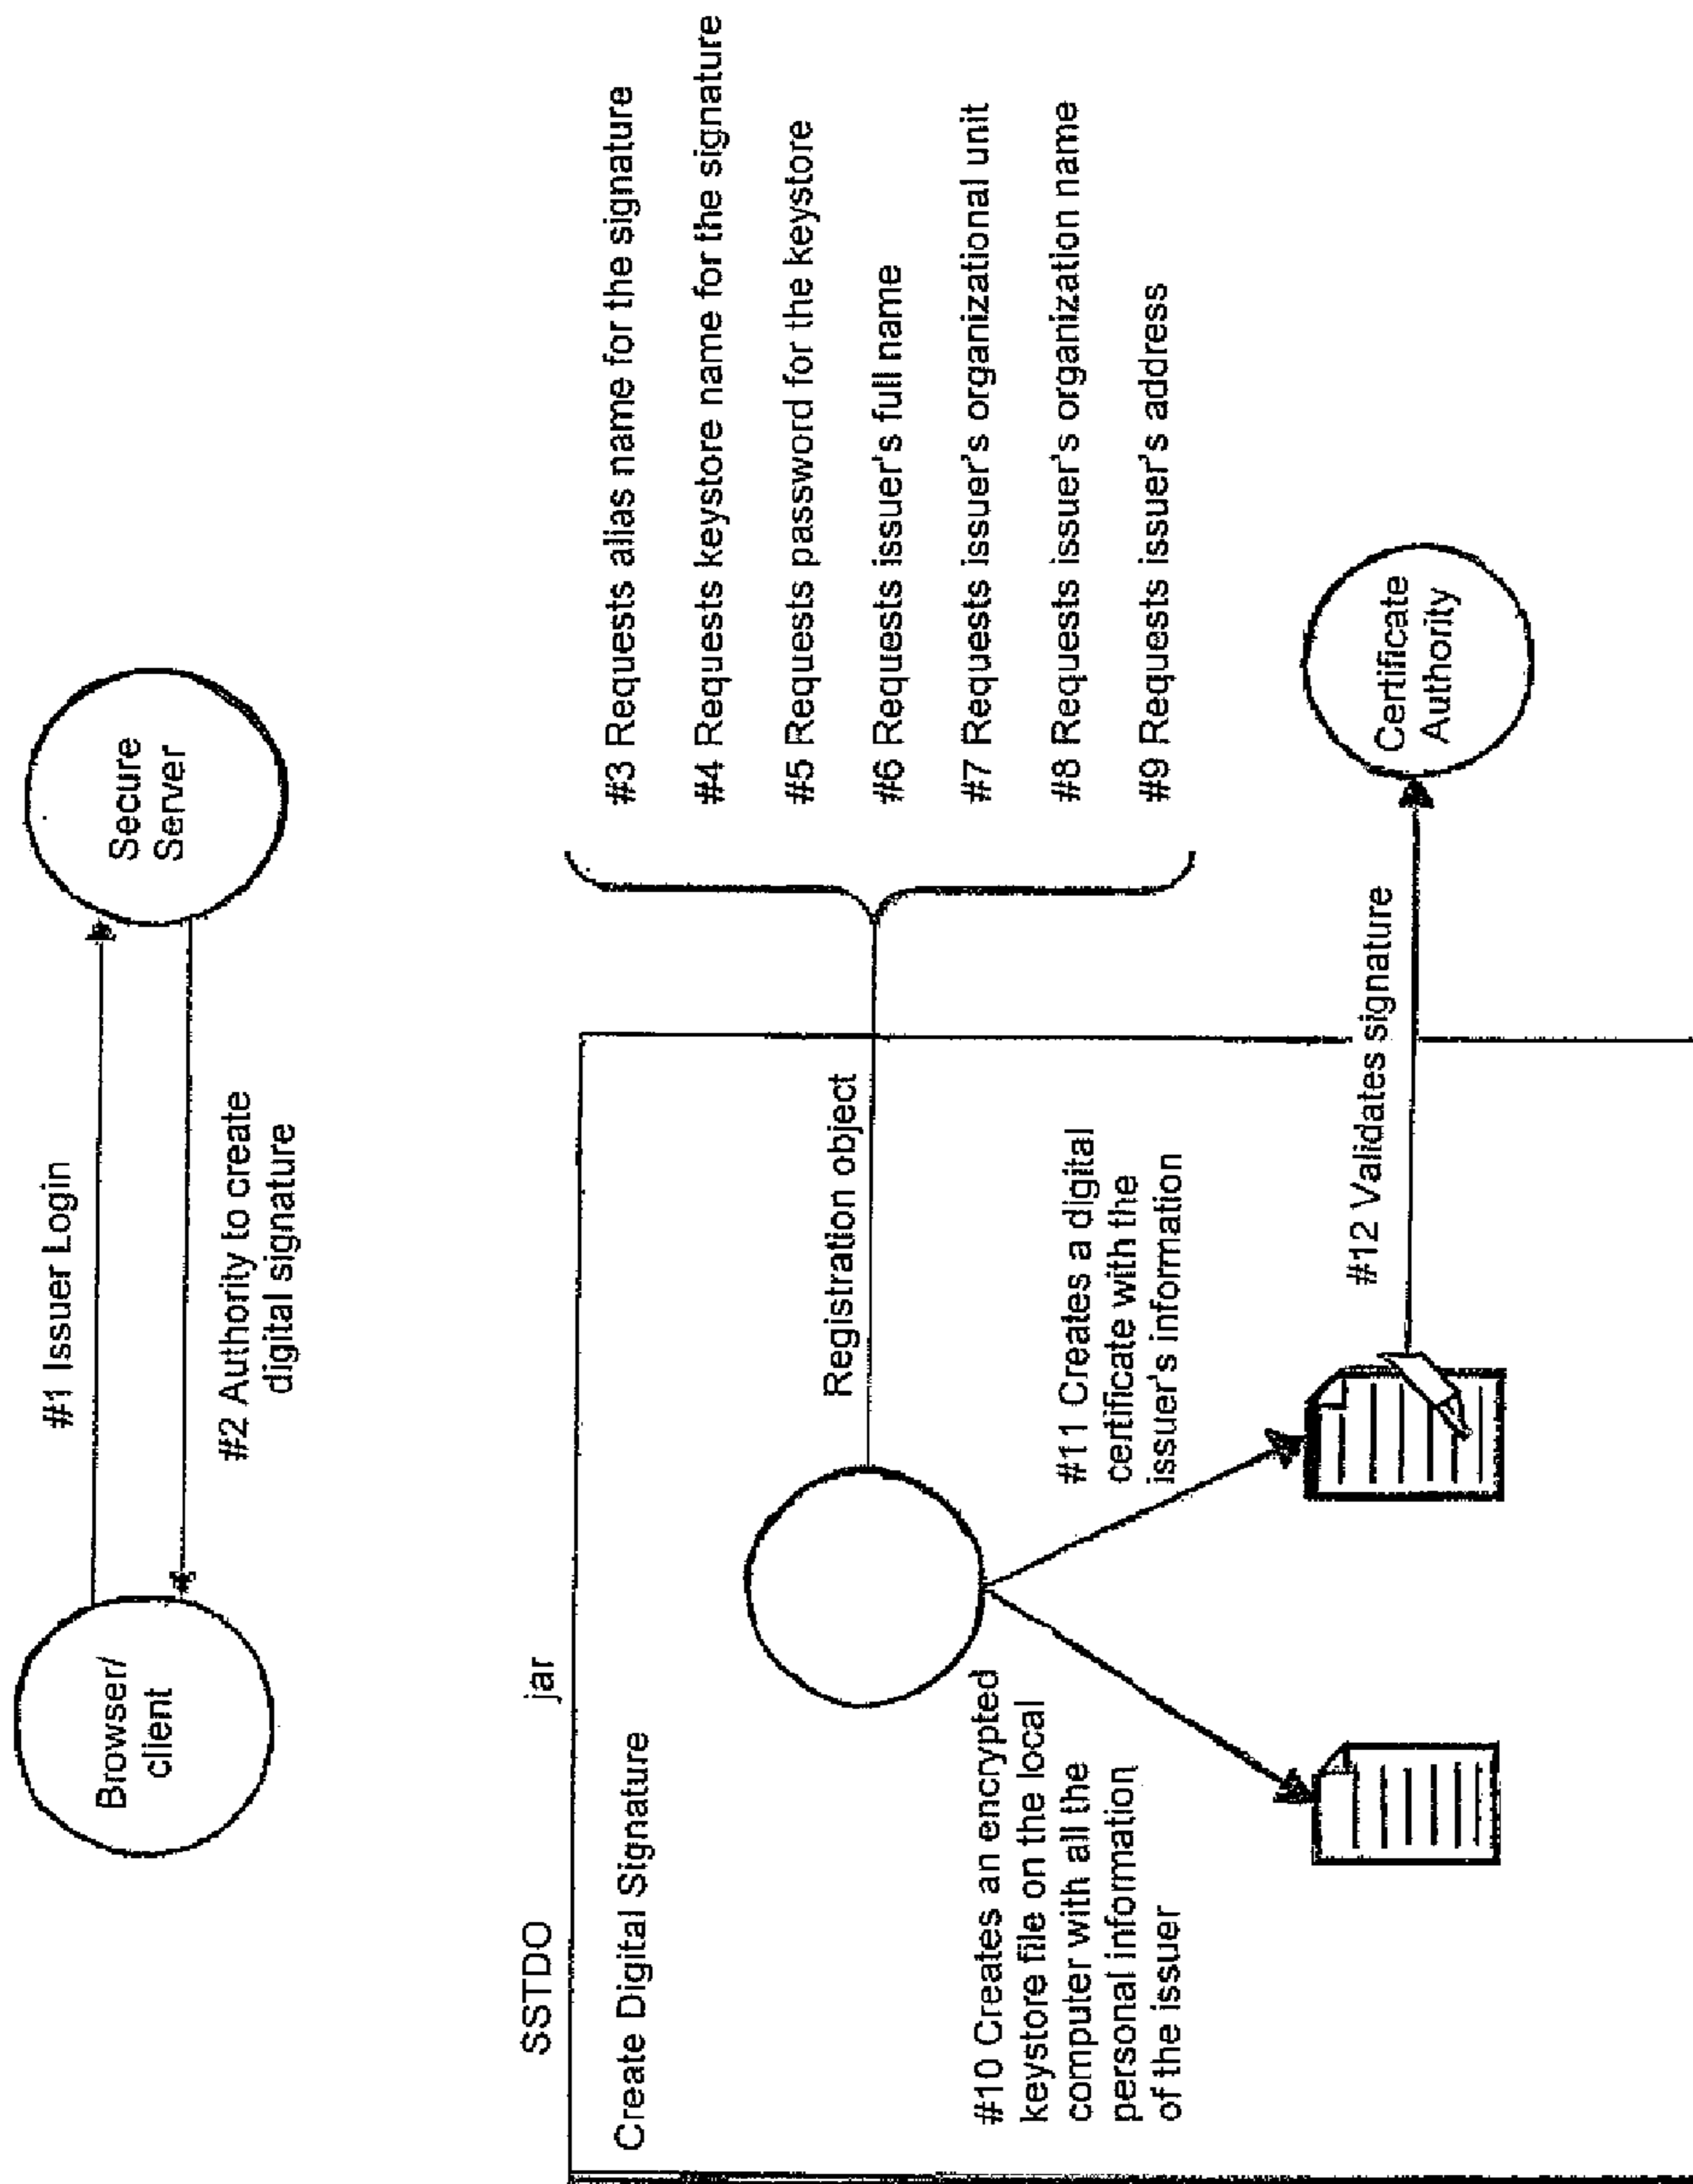 #1 Issuer Login
Browser/
client
Secure
Server
#2 Authority to create
digital signature
SSTDO
jar
Create Digital Signature
Registration object
#3 Requests alias name for the signature
#4 Requests keystore name for the signature
#5 Requests password for the keystore
#6 Requests issuer's full name
#7 Requests issuer's organizational unit
#8 Requests issuer's organization name
#9 Requests issuer's address
#10 Creates an encrypted
keystore file on the local
computer with all the
personal information
of the issuer
#11 Creates a digital
certificate with the
issuer's information
#12 Validates signature
Certificate
Authority